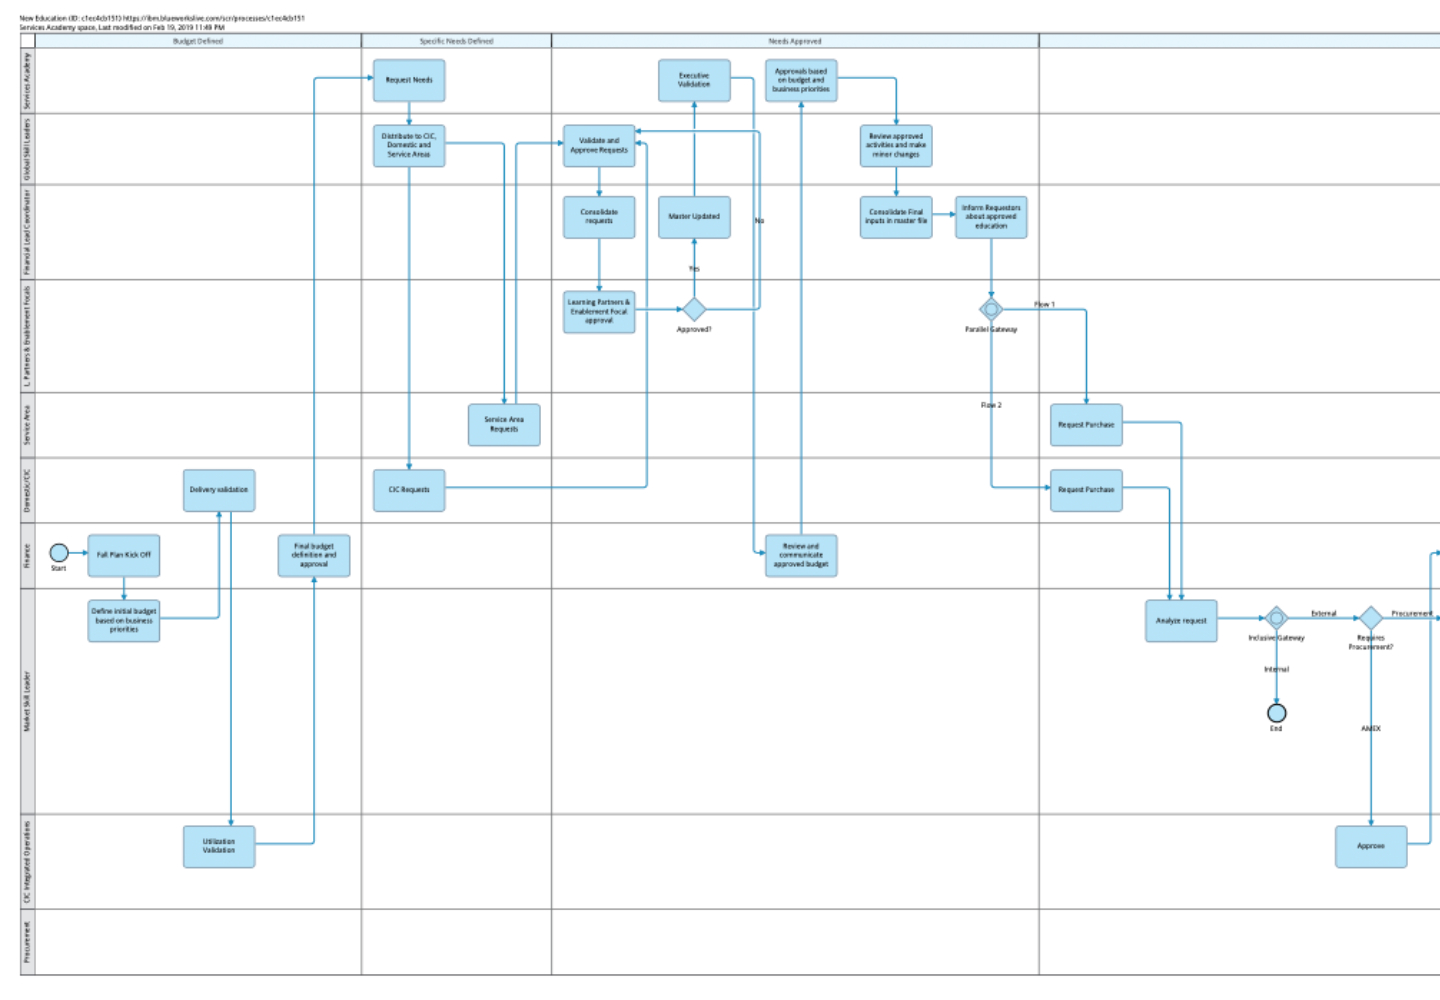 New Education (ID: c1ec4cb151) https://ibm.blueworkslive.com/scr/processes/c1ec4cb151
Services Academy space, Last modified on Feb 19, 2019 11:49 PM
Budget Defined
Specific Needs Defined
Needs Approved
Services Academy
Request Needs
Executive
Validation
Approvals based
on budget and
business priorities
Global Skill Leaders
Distribute to CIC,
Domestic and
Service Areas
Validate and
Approve Requests
Review approved
activities and make
minor changes
Financial Lead Coordinator
Consolidate
requests
Master Updated
No
Yes
Consolidate Final
inputs in master file
Inform Requestors
about approved
education
L. Partners & Enablement Focals
Learning Partners &
Enablement Focal
approval
Approved?
Parallel Gateway
Flow 1
Service Area
Service Area
Requests
Flow 2
Request Purchase
Domestic/CIC
Delivery validation
CIC Requests
Request Purchase
Finance
Start
Fall Plan Kick Off
Final budget
definition and
approval
Review and
communicate
approved budget
Market Skill Leader
Define initial budget
based on business
priorities
Analyze request
Inclusive Gateway
External
Requires
Procurement?
Procurement
Internal
End
AMEX
CIC Integrated Operations
Utilization
Validation
Approve
Procurement